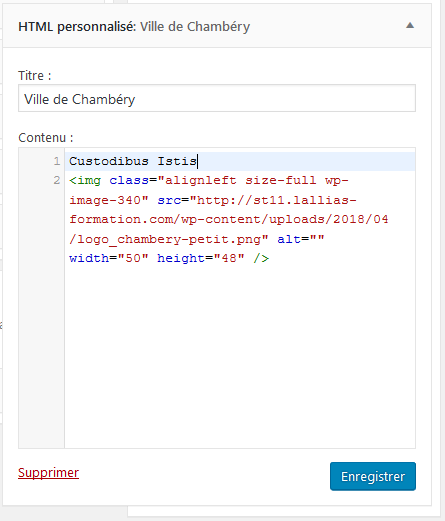 HTML personnalisé: Ville de Chambéry
Titre :
Ville de Chambéry
Contenu :
1 Custodibus Istis
2 <img class="alignleft size-full wp-
image-340" src="http://st11.lallias-
formation.com/wp-content/uploads/2018/04
/logo_chambery-petit.png" alt=""
width="50" height="48" />
Supprimer
Enregistrer